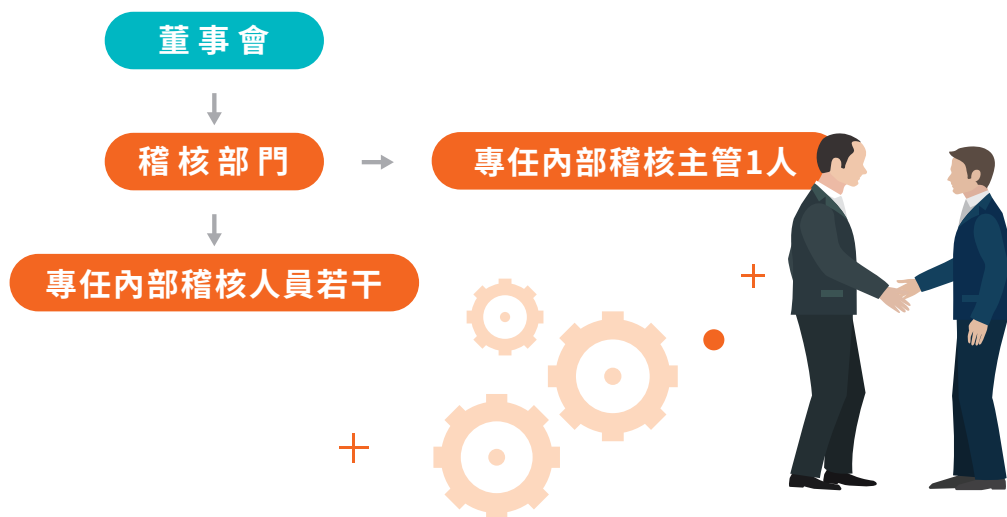 董事會
稽核部門
專任內部稽核主管1人
專任內部稽核人員若干